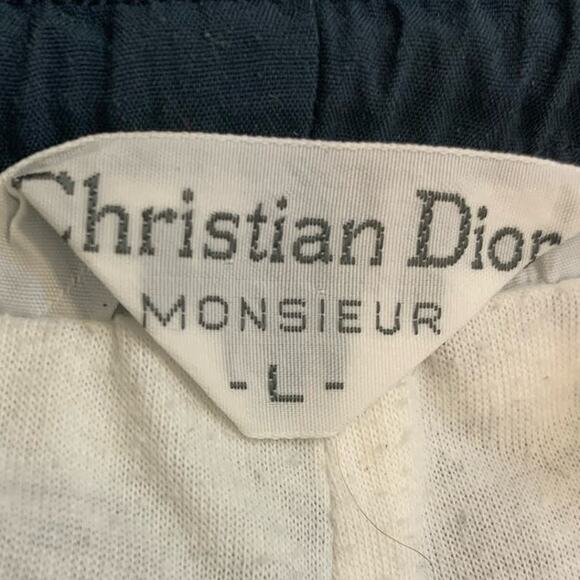 Christian Dior
MONSIEUR
- L -